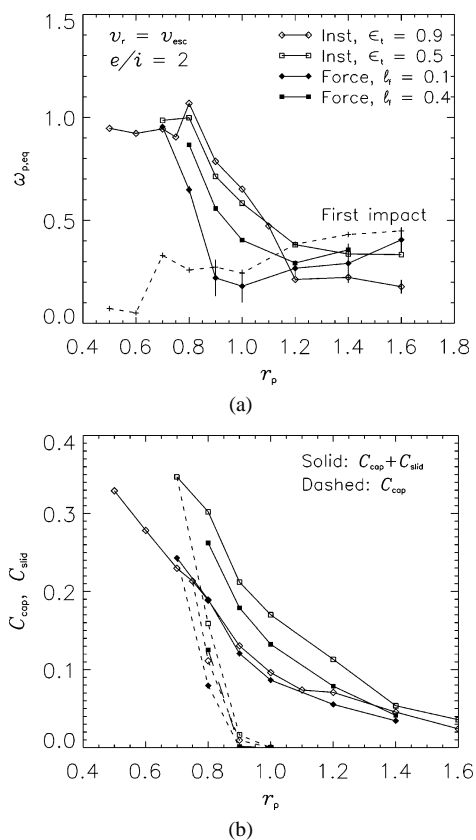 v_r = v_esc
e/i = 2
Inst, ϵ_t = 0.9
Inst, ϵ_t = 0.5
Force, ℓ_f = 0.1
Force, ℓ_f = 0.4
1.5
1.0
0.5
0.0
ω_p,eq
First impact
0.4 0.6 0.8 1.0 1.2 1.4 1.6 1.8
r_p
(a)
Solid: C_cap+C_slid
Dashed: C_cap
0.4
0.3
0.2
0.1
0.0
C_cap, C_slid
0.4 0.6 0.8 1.0 1.2 1.4 1.6
r_p
(b)